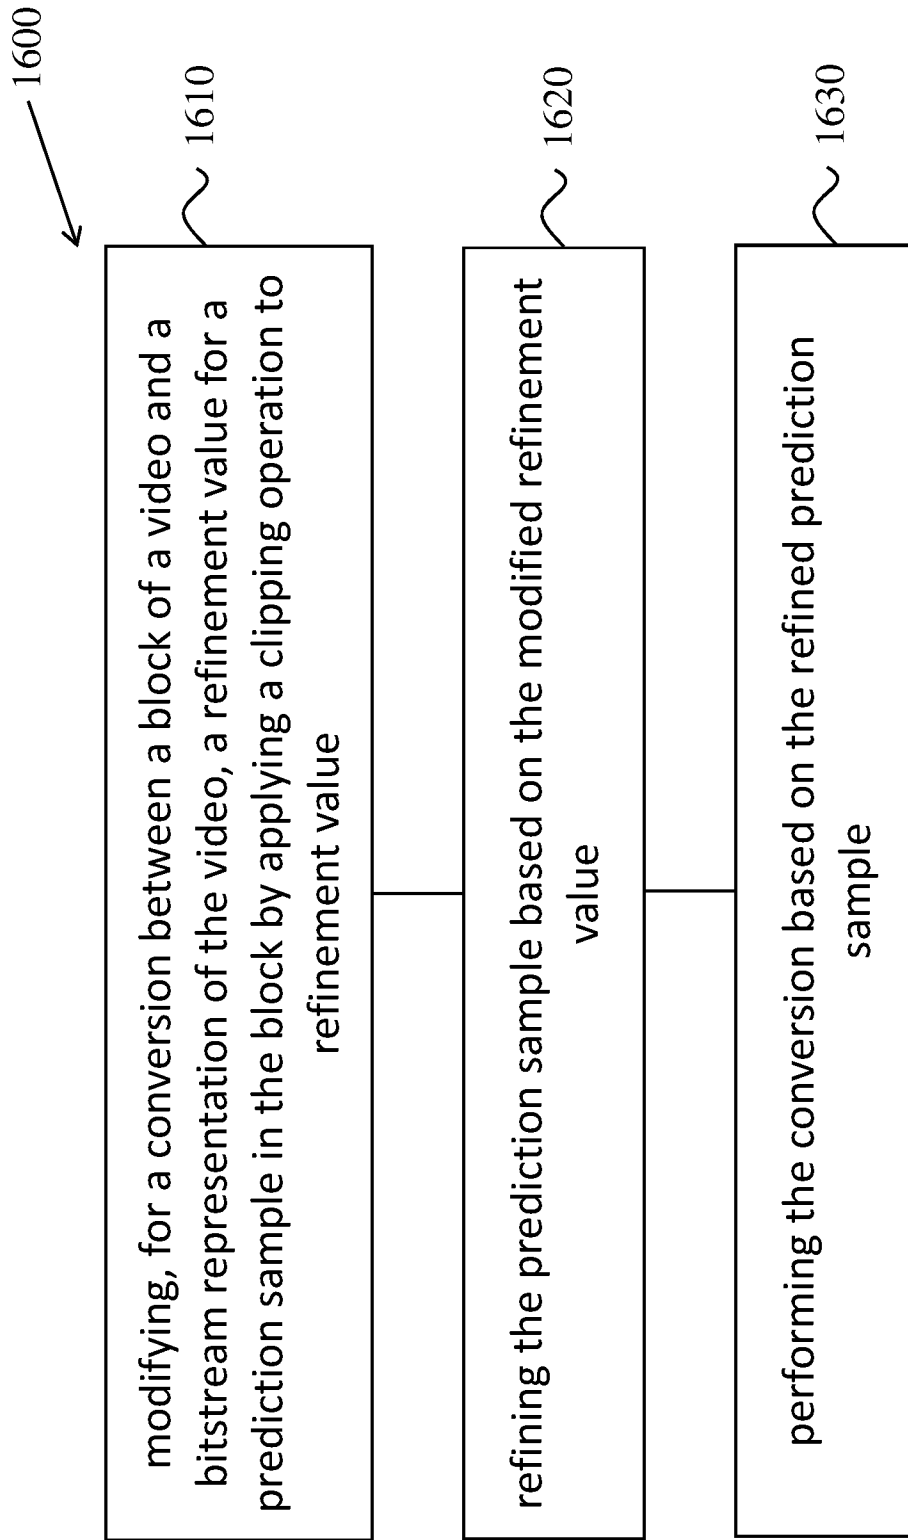 1600
modifying, for a conversion between a block of a video and a
bitstream representation of the video, a refinement value for a
prediction sample in the block by applying a clipping operation to
refinement value
1610
refining the prediction sample based on the modified refinement
value
1620
performing the conversion based on the refined prediction
sample
1630